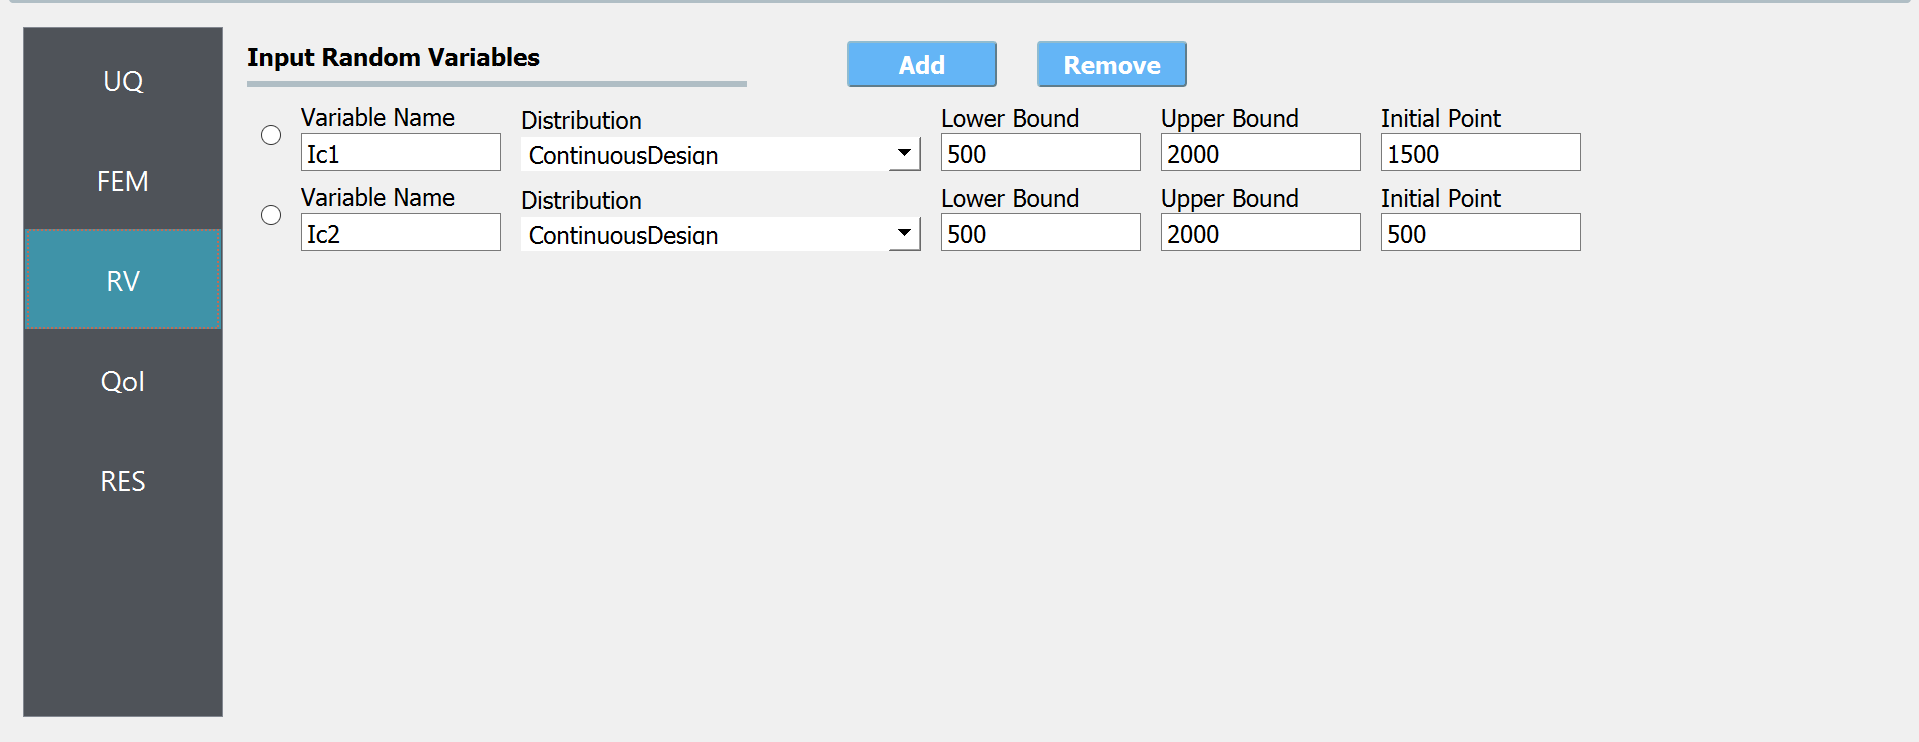 UQ
FEM
RV
QoI
RES
Input Random Variables
Add
Remove
Variable Name
Distribution
Lower Bound
Upper Bound
Initial Point
Ic1
ContinuousDesign
500
2000
1500
Variable Name
Distribution
Lower Bound
Upper Bound
Initial Point
Ic2
ContinuousDesign
500
2000
500